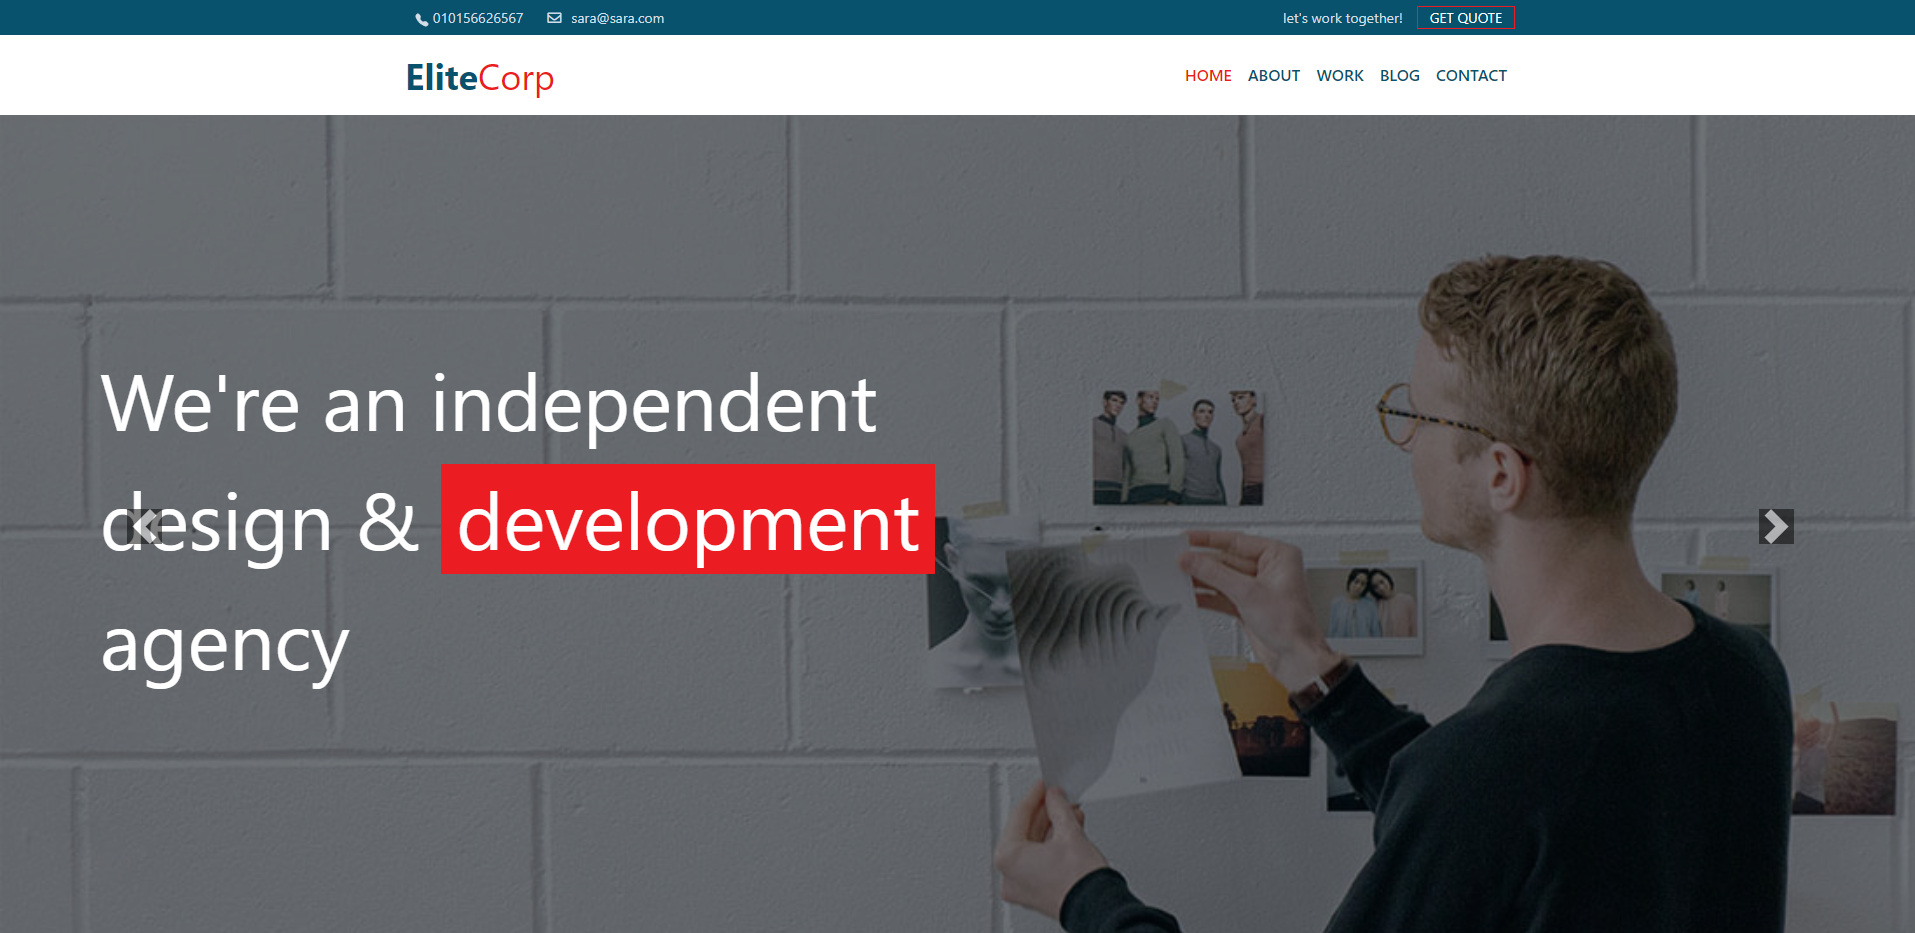 010156626567 sara@sara.com let's work together! GET QUOTE
EliteCorp HOME ABOUT WORK BLOG CONTACT
We're an independent
design & development
agency